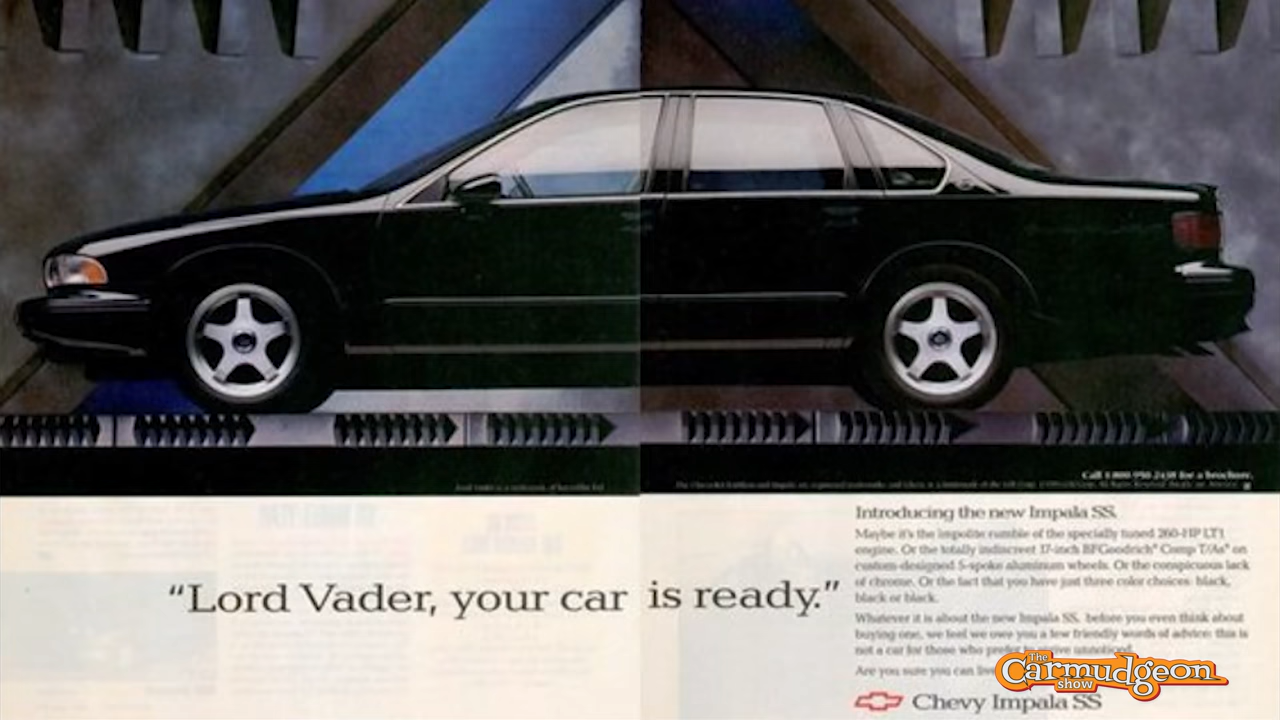 Call 1-800-950-2438 for a brochure.
“Lord Vader, your car is ready.”
Introducing the new Impala SS.
Maybe it's the impolite rumble of the specially tuned 260-HP LT1
engine. Or the totally indiscreet 17-inch BFGoodrich® Comp T/As® on
custom-designed 5-spoke aluminum wheels. Or the conspicuous lack
of chrome. Or the fact that you have just three color choices: black,
black or black.
Whatever it is about the new Impala SS, before you even think about
buying one, we feel we owe you a few friendly words of advice: this is
not a car for those who prefer to unnoticed.
Are you sure you can
The
Carmudgeon
show
Chevy Impala SS